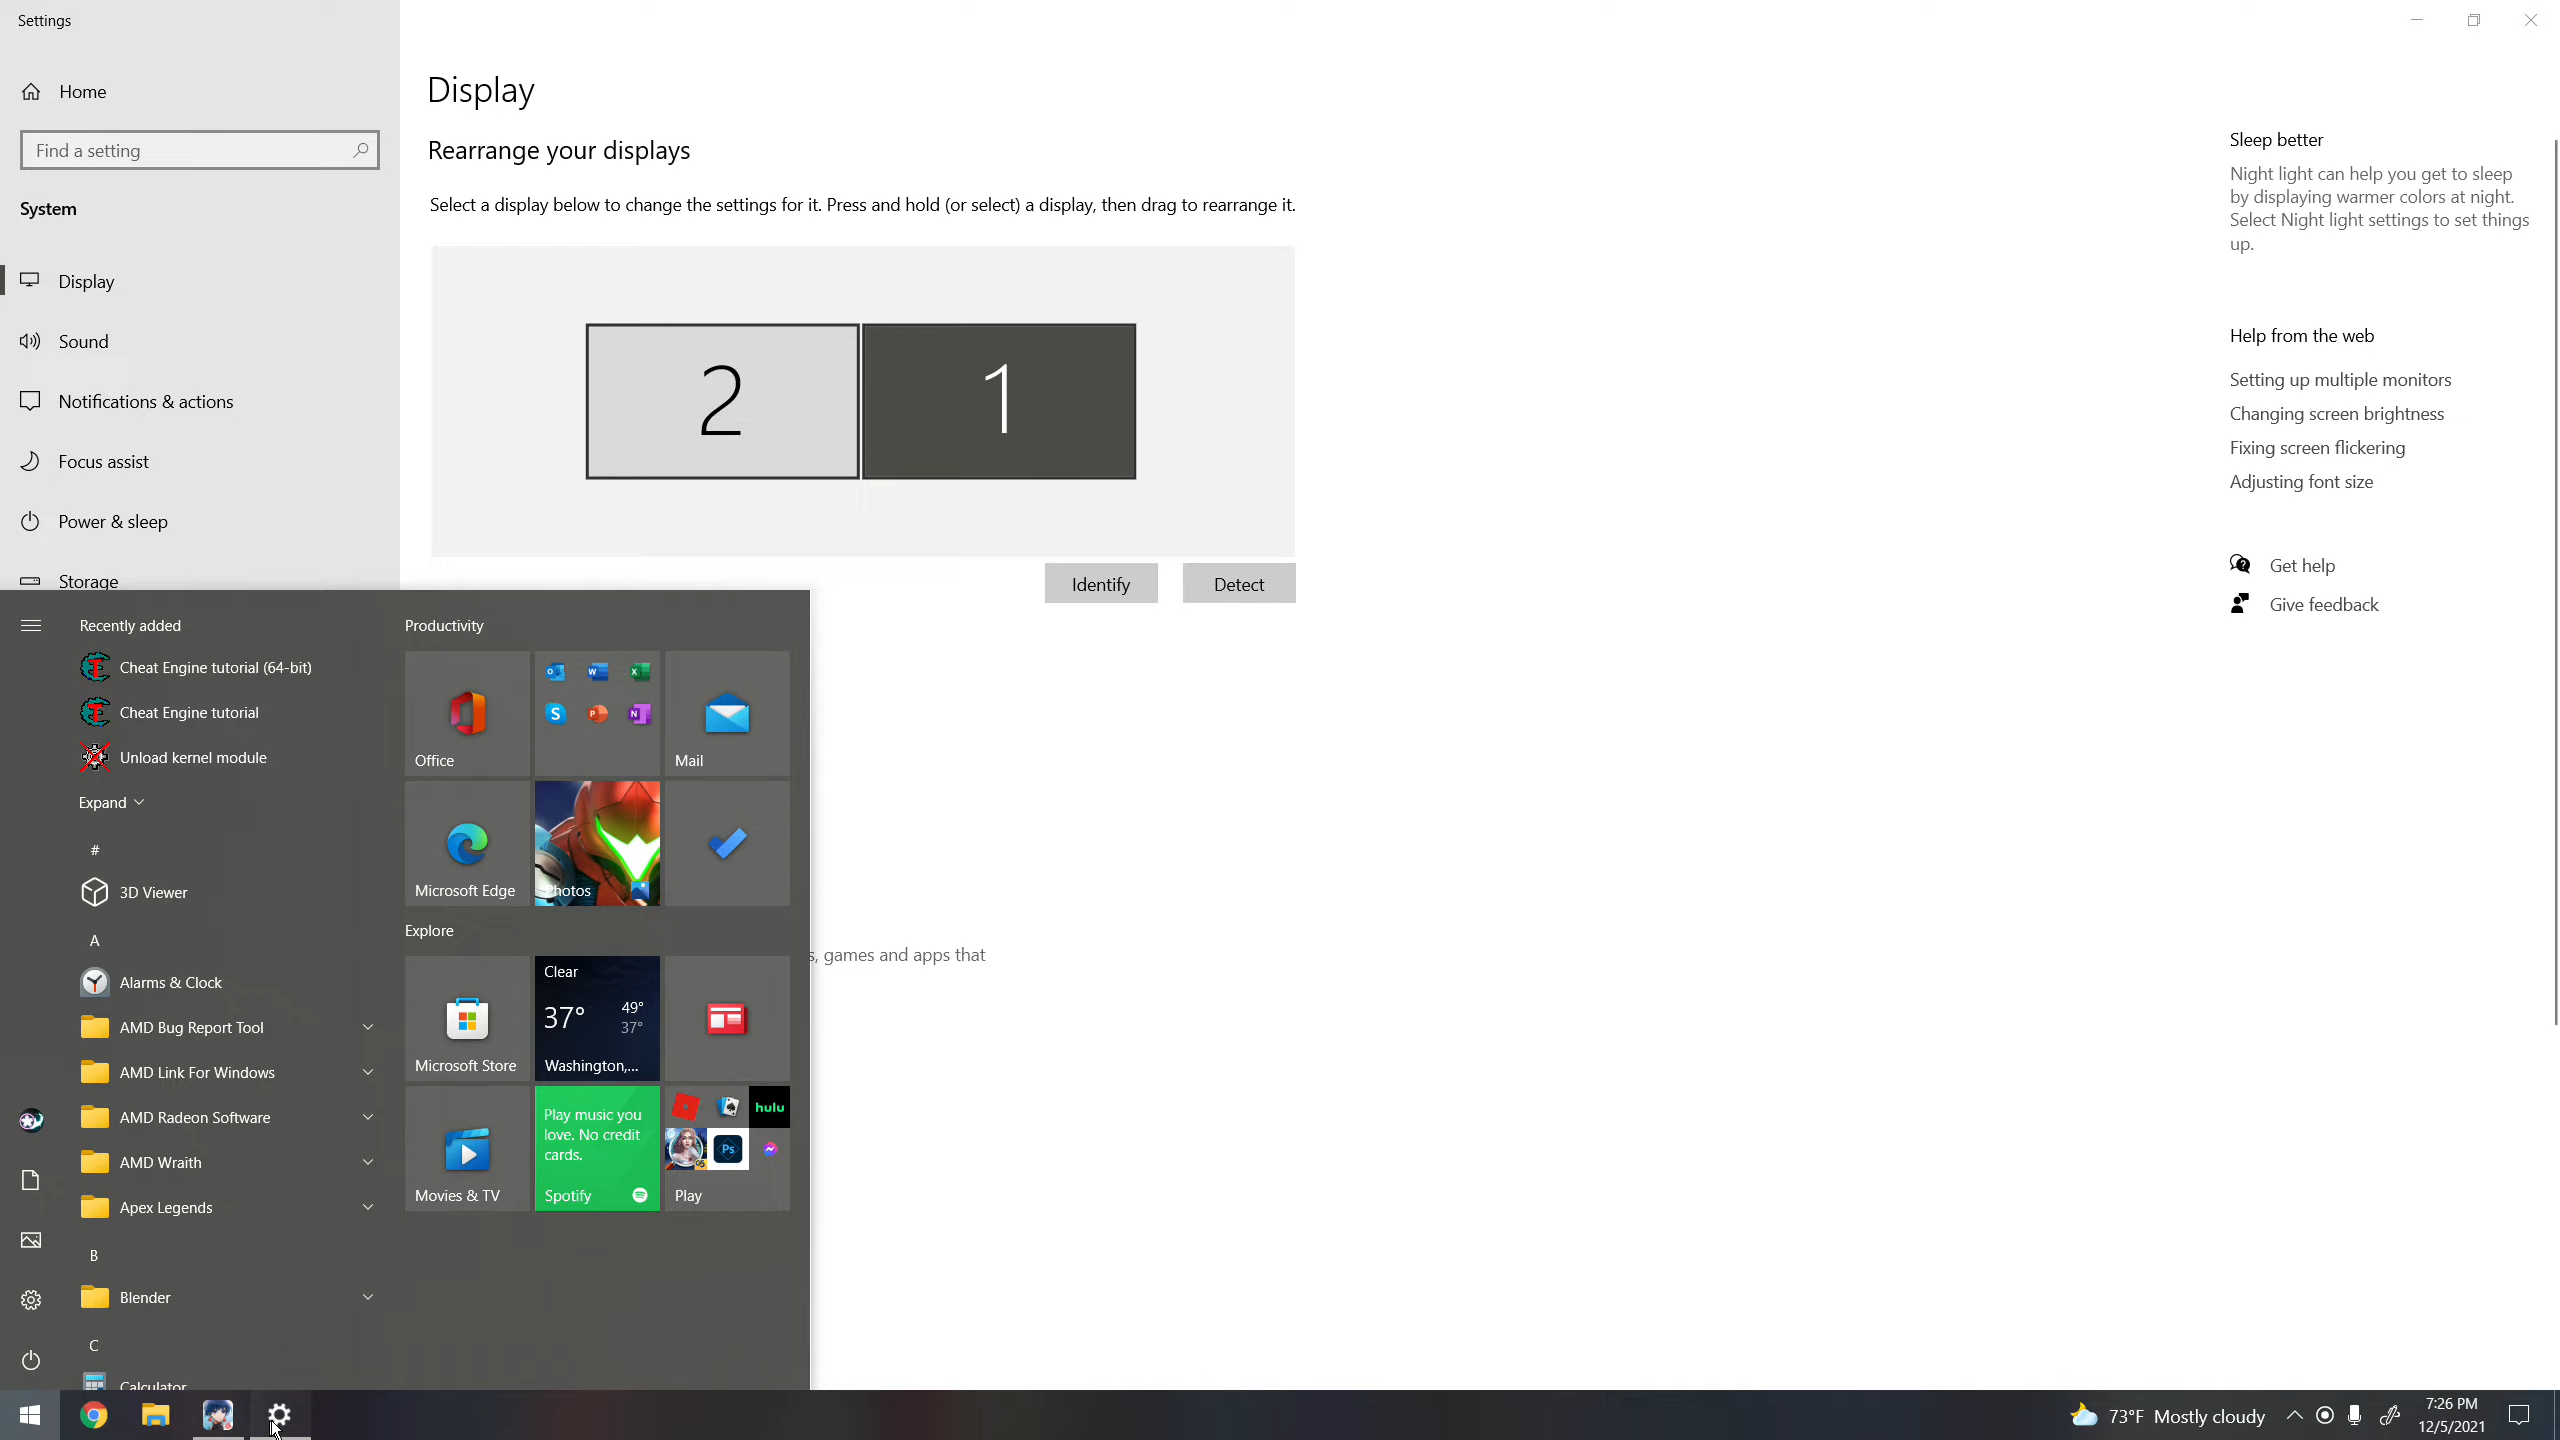 Settings
Home
Find a setting
System
Display
Sound
Notifications & actions
Focus assist
Power & sleep
Storage
Display
Rearrange your displays
Select a display below to change the settings for it. Press and hold (or select) a display, then drag to rearrange it.
2
1
Identify
Detect
s, games and apps that
Sleep better
Night light can help you get to sleep
by displaying warmer colors at night.
Select Night light settings to set things
up.
Help from the web
Setting up multiple monitors
Changing screen brightness
Fixing screen flickering
Adjusting font size
Get help
Give feedback
Recently added
Cheat Engine tutorial (64-bit)
Cheat Engine tutorial
Unload kernel module
Expand
#
3D Viewer
A
Alarms & Clock
AMD Bug Report Tool
AMD Link For Windows
AMD Radeon Software
AMD Wraith
Apex Legends
B
Blender
C
Calculator
Productivity
Office
Mail
Microsoft Edge
Photos
Explore
Microsoft Store
Clear
37°
49°
37°
Washington,...
Movies & TV
Play music you
love. No credit
cards.
Spotify
hulu
Ps
Play
73°F Mostly cloudy
7:26 PM
12/5/2021